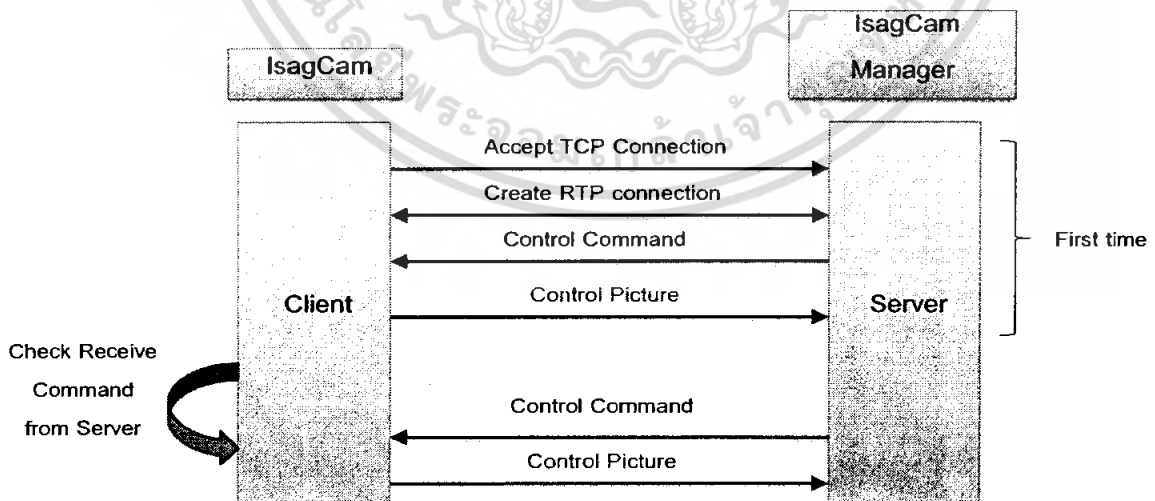 IsagCam
IsagCam
Manager
Accept TCP Connection
Create RTP connection
Control Command
First time
Control Picture
Client
Server
Check Receive
Command
from Server
Control Command
Control Picture